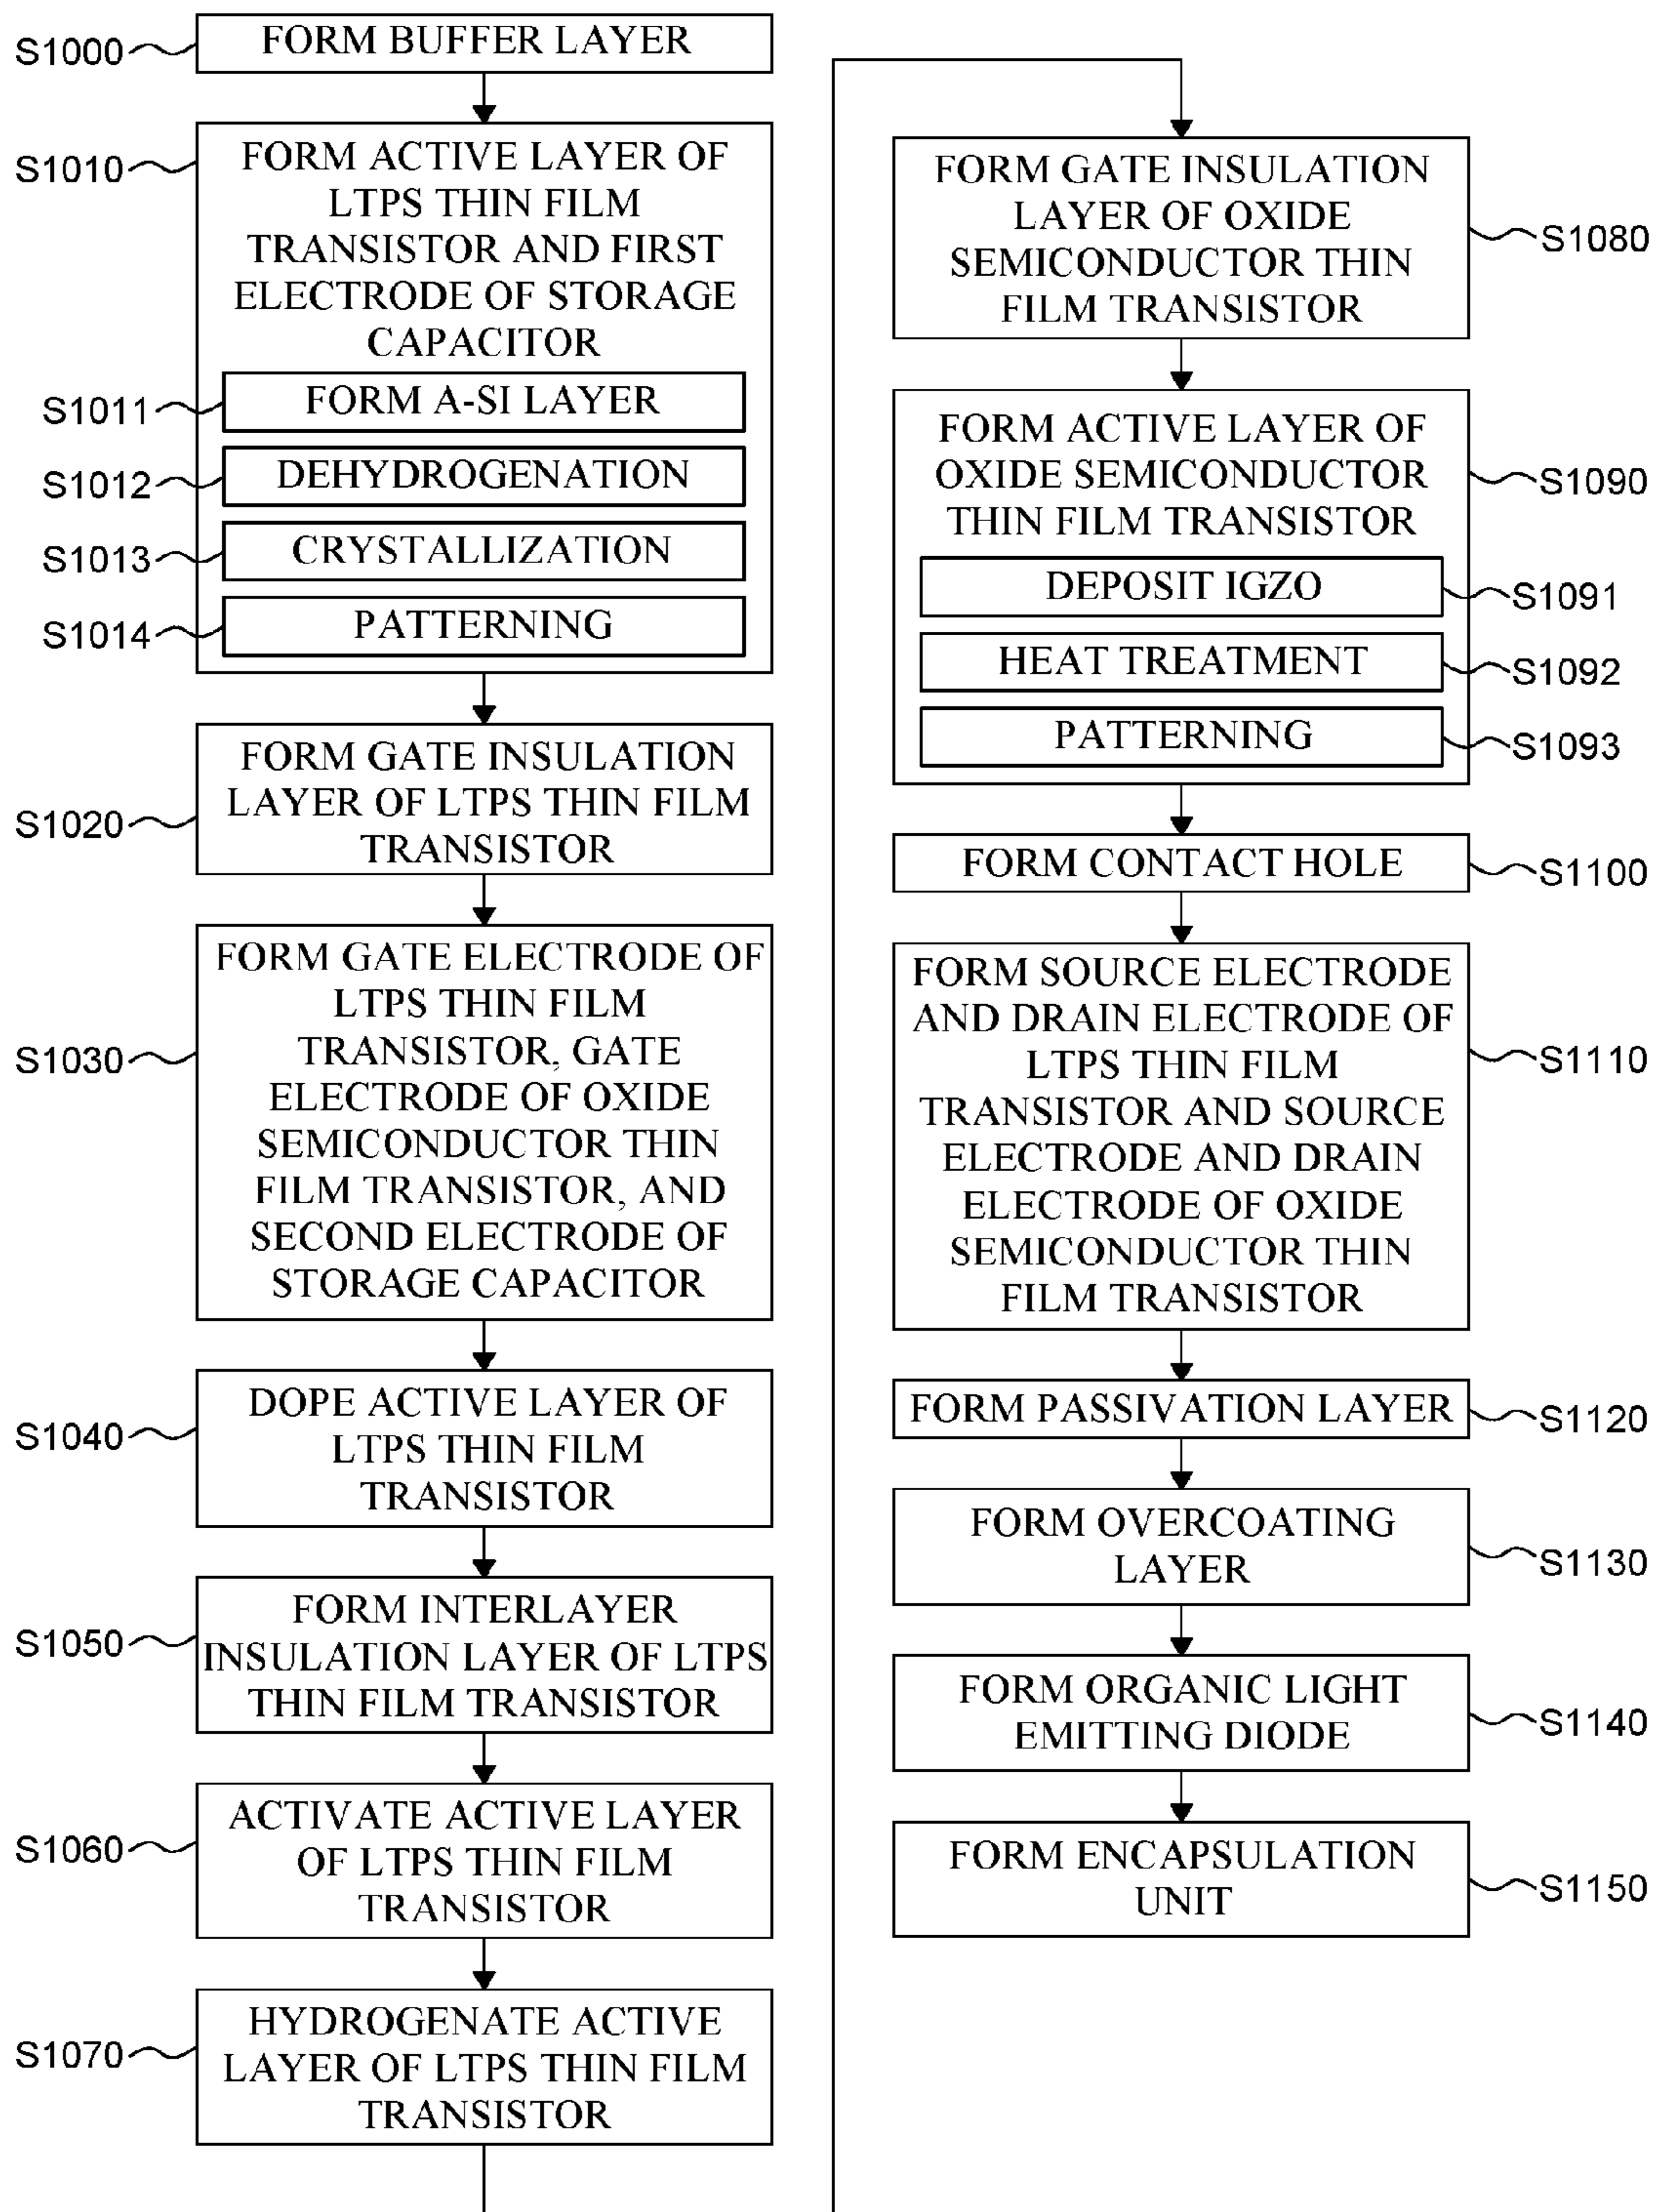 S1000
FORM BUFFER LAYER
S1010
FORM ACTIVE LAYER OF
LTPS THIN FILM
TRANSISTOR AND FIRST
ELECTRODE OF STORAGE
CAPACITOR
S1011
FORM A-SI LAYER
S1012
DEHYDROGENATION
S1013
CRYSTALLIZATION
S1014
PATTERNING
S1020
FORM GATE INSULATION
LAYER OF LTPS THIN FILM
TRANSISTOR
S1030
FORM GATE ELECTRODE OF
LTPS THIN FILM
TRANSISTOR, GATE
ELECTRODE OF OXIDE
SEMICONDUCTOR THIN
FILM TRANSISTOR, AND
SECOND ELECTRODE OF
STORAGE CAPACITOR
S1040
DOPE ACTIVE LAYER OF
LTPS THIN FILM
TRANSISTOR
S1050
FORM INTERLAYER
INSULATION LAYER OF LTPS
THIN FILM TRANSISTOR
S1060
ACTIVATE ACTIVE LAYER
OF LTPS THIN FILM
TRANSISTOR
S1070
HYDROGENATE ACTIVE
LAYER OF LTPS THIN FILM
TRANSISTOR
FORM GATE INSULATION
LAYER OF OXIDE
SEMICONDUCTOR THIN
FILM TRANSISTOR
S1080
FORM ACTIVE LAYER OF
OXIDE SEMICONDUCTOR
THIN FILM TRANSISTOR
S1090
DEPOSIT IGZO
S1091
HEAT TREATMENT
S1092
PATTERNING
S1093
FORM CONTACT HOLE
S1100
FORM SOURCE ELECTRODE
AND DRAIN ELECTRODE OF
LTPS THIN FILM
TRANSISTOR AND SOURCE
ELECTRODE AND DRAIN
ELECTRODE OF OXIDE
SEMICONDUCTOR THIN
FILM TRANSISTOR
S1110
FORM PASSIVATION LAYER
S1120
FORM OVERCOATING
LAYER
S1130
FORM ORGANIC LIGHT
EMITTING DIODE
S1140
FORM ENCAPSULATION
UNIT
S1150